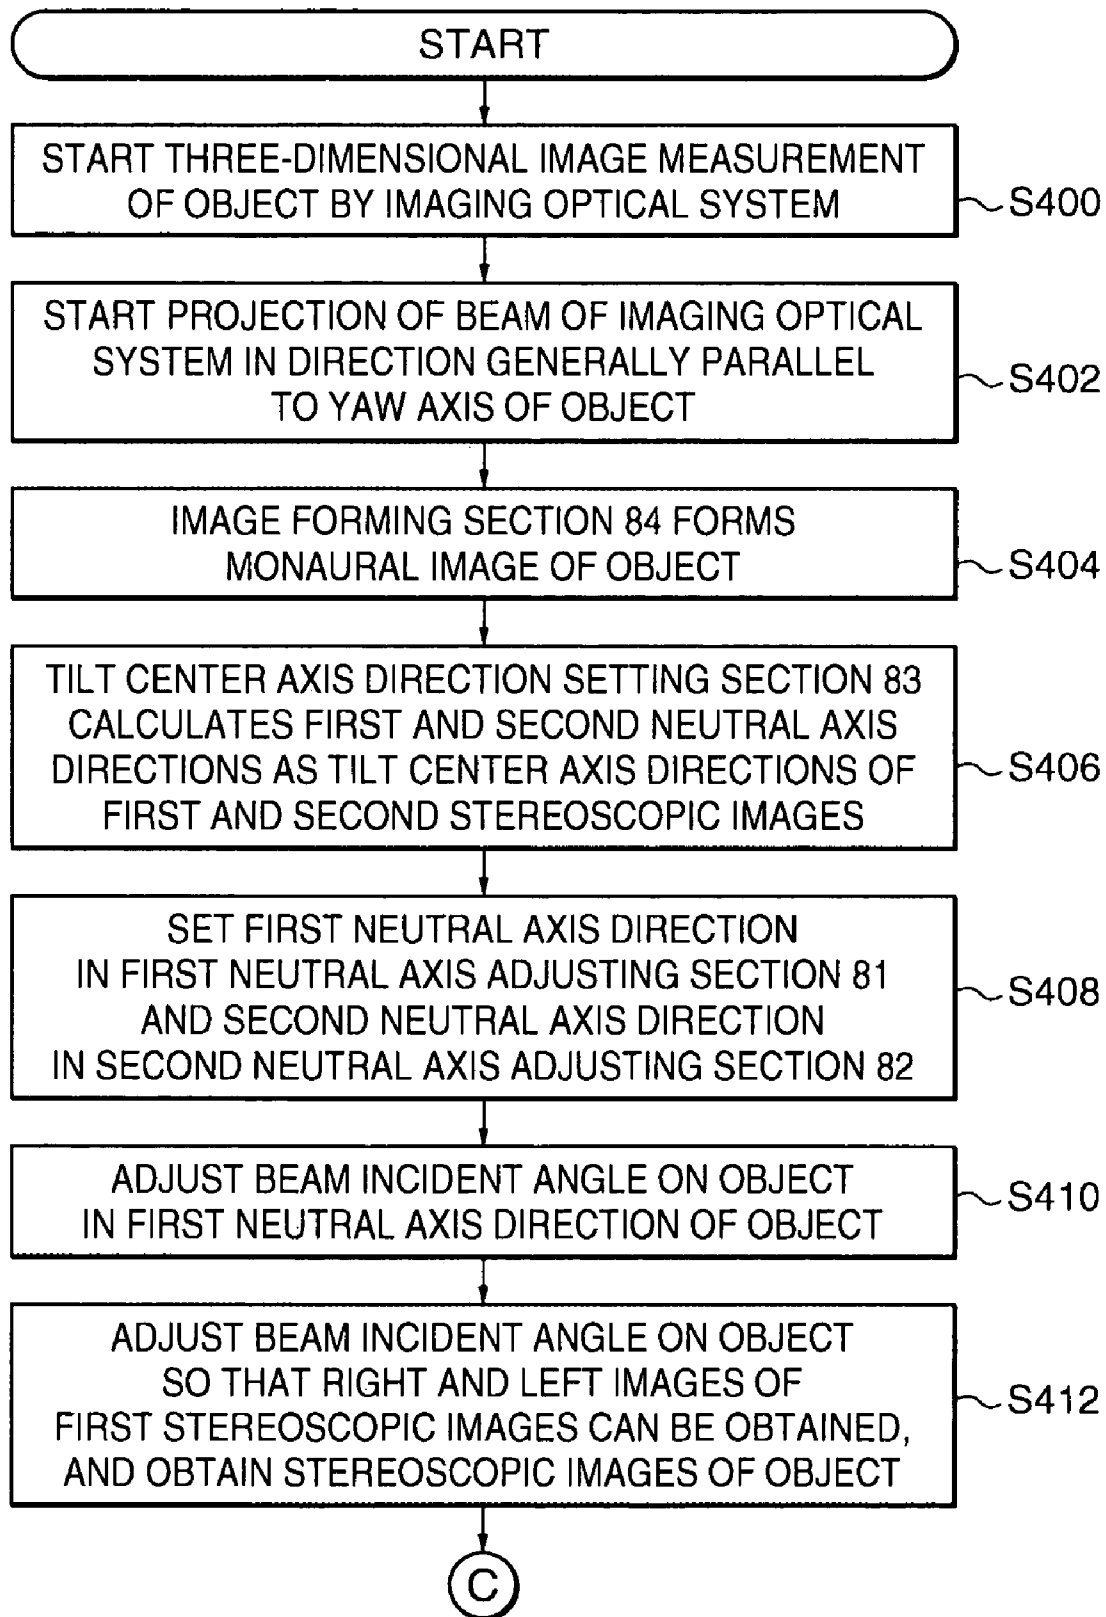 START
START THREE-DIMENSIONAL IMAGE MEASUREMENT
OF OBJECT BY IMAGING OPTICAL SYSTEM
S400
START PROJECTION OF BEAM OF IMAGING OPTICAL
SYSTEM IN DIRECTION GENERALLY PARALLEL
TO YAW AXIS OF OBJECT
S402
IMAGE FORMING SECTION 84 FORMS
MONAURAL IMAGE OF OBJECT
S404
TILT CENTER AXIS DIRECTION SETTING SECTION 83
CALCULATES FIRST AND SECOND NEUTRAL AXIS
DIRECTIONS AS TILT CENTER AXIS DIRECTIONS OF
FIRST AND SECOND STEREOSCOPIC IMAGES
S406
SET FIRST NEUTRAL AXIS DIRECTION
IN FIRST NEUTRAL AXIS ADJUSTING SECTION 81
AND SECOND NEUTRAL AXIS DIRECTION
IN SECOND NEUTRAL AXIS ADJUSTING SECTION 82
S408
ADJUST BEAM INCIDENT ANGLE ON OBJECT
IN FIRST NEUTRAL AXIS DIRECTION OF OBJECT
S410
ADJUST BEAM INCIDENT ANGLE ON OBJECT
SO THAT RIGHT AND LEFT IMAGES OF
FIRST STEREOSCOPIC IMAGES CAN BE OBTAINED,
AND OBTAIN STEREOSCOPIC IMAGES OF OBJECT
S412
C